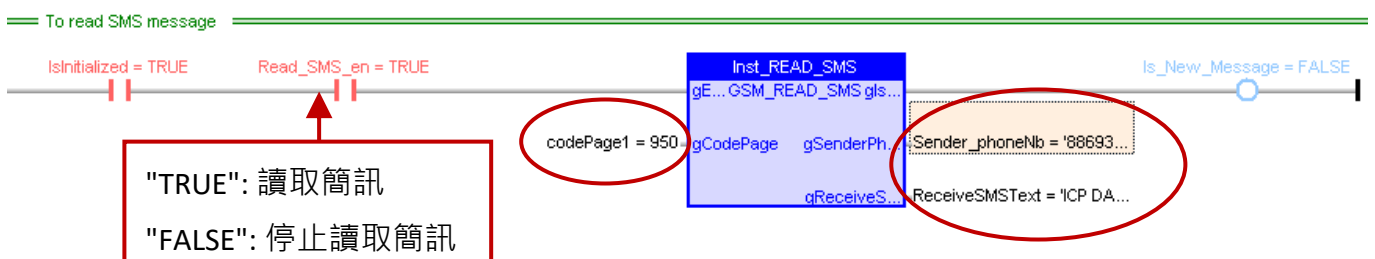 To read SMS message
IsInitialized = TRUE
Read_SMS_en = TRUE
Inst_READ_SMS
Is_New_Message = FALSE
gE... GSM_READ_SMS gIs...
codePage1 = 950
gCodePage
gSenderPh...
Sender_phoneNb = '88693...
gReceiveS...
ReceiveSMSText = 'ICP DA...
"TRUE": 讀取簡訊
"FALSE": 停止讀取簡訊